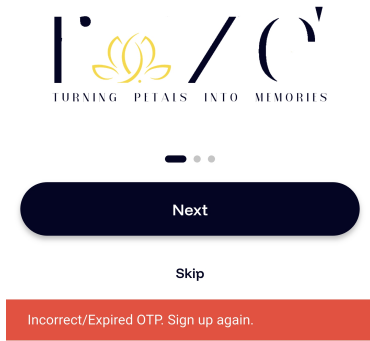 TURNING PETALS INTO MEMORIES
Next
Skip
Incorrect/Expired OTP. Sign up again.